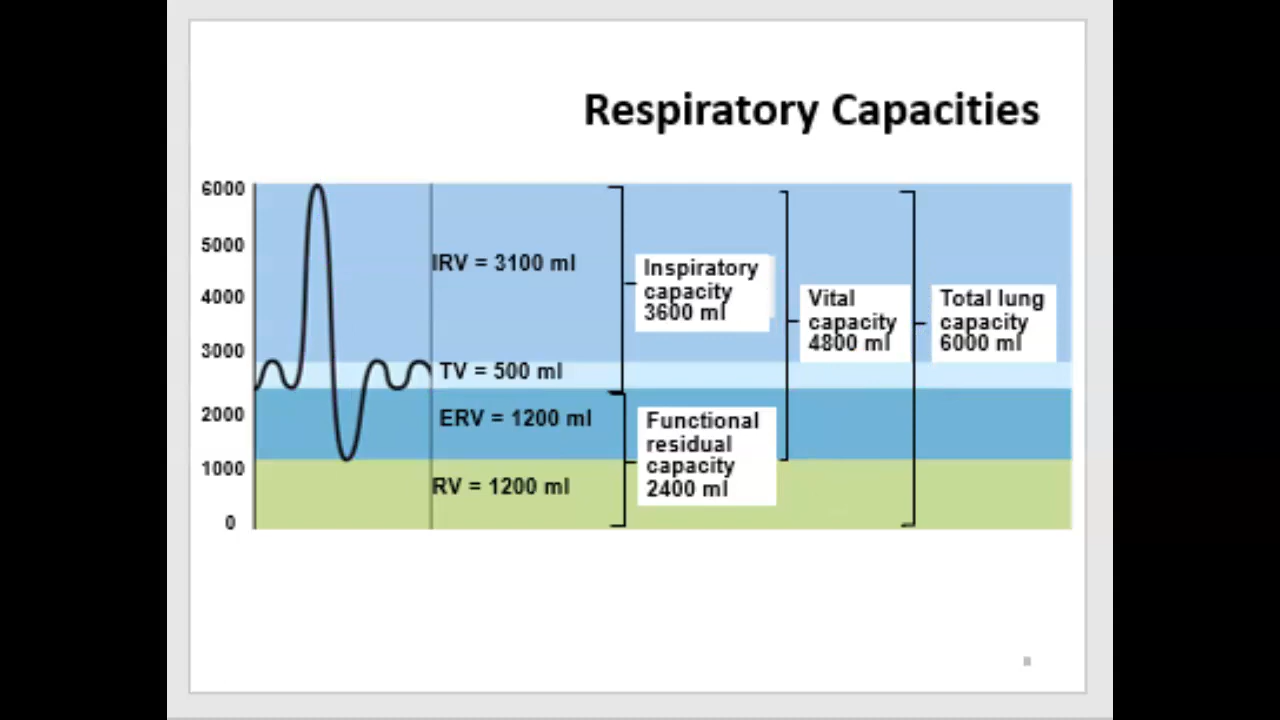 Respiratory Capacities
6000
5000
4000
3000
2000
1000
0
IRV = 3100 ml
TV = 500 ml
ERV = 1200 ml
RV = 1200 ml
Inspiratory
capacity
3600 ml
Functional
residual
capacity
2400 ml
Vital
capacity
4800 ml
Total lung
capacity
6000 ml